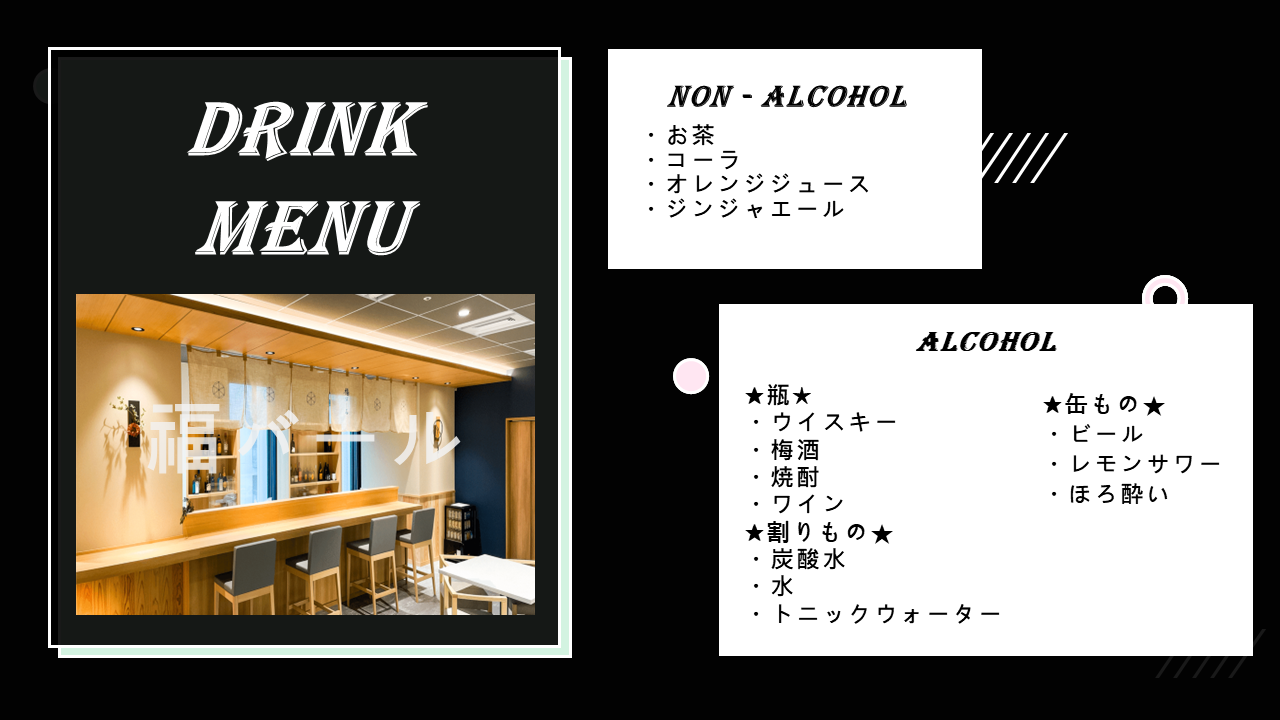 DRINK
MENU
福バール
NON - ALCOHOL
・お茶
・コーラ
・オレンジジュース
・ジンジャエール
ALCOHOL
★瓶★
・ウイスキー
・梅酒
・焼酎
・ワイン
★割りもの★
・炭酸水
・水
・トニックウォーター
★缶もの★
・ビール
・レモンサワー
・ほろ酔い